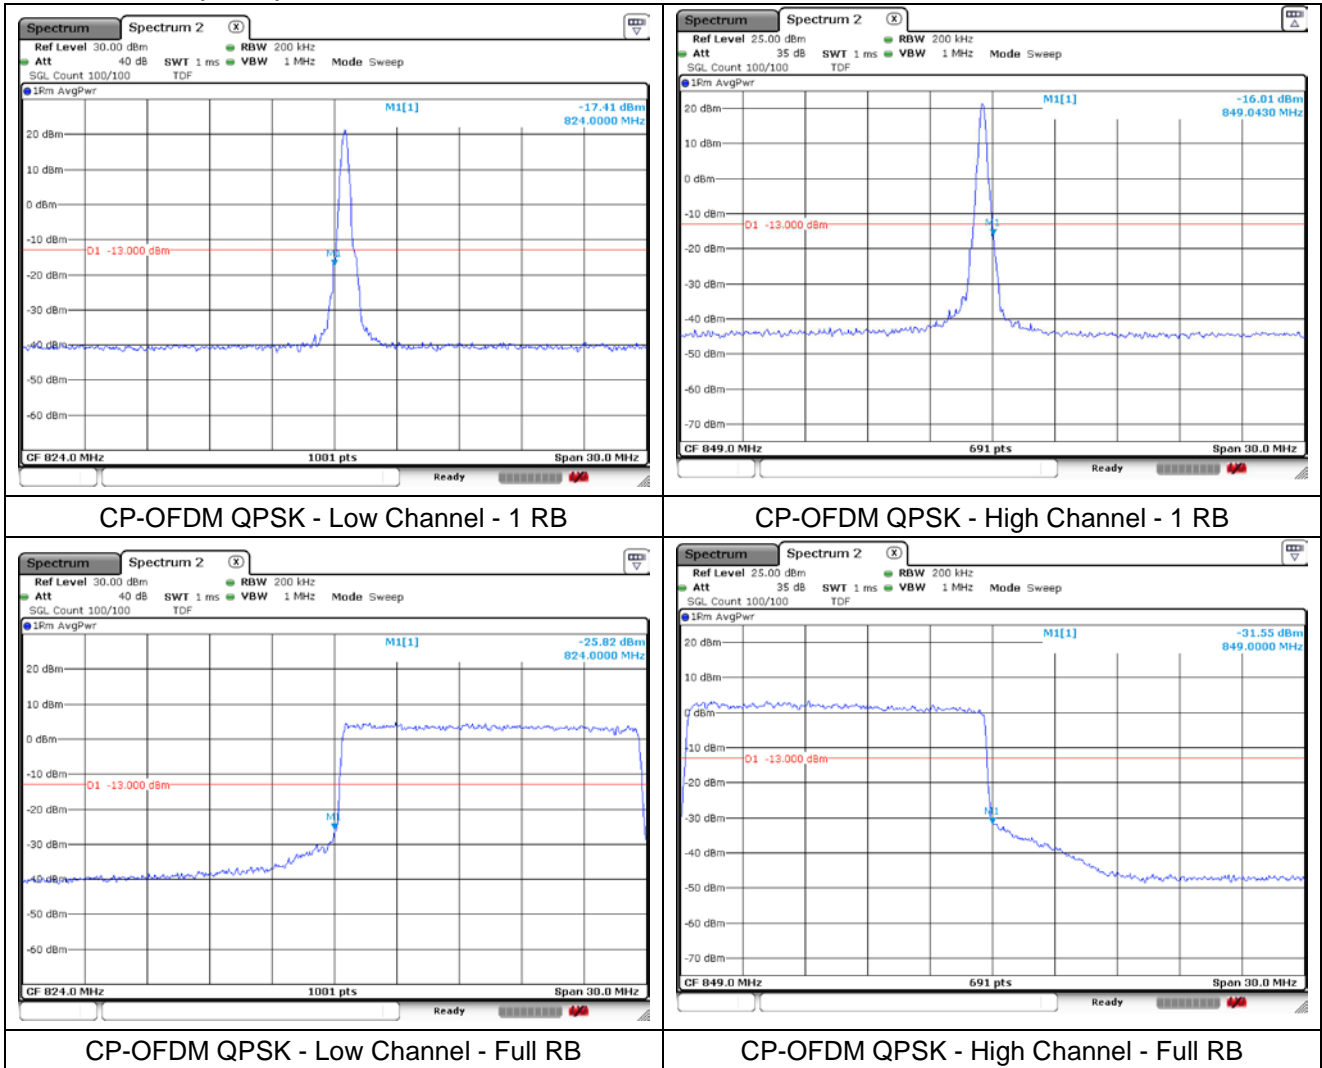 Spectrum Spectrum 2 X
Ref Level 30.00 dBm RBW 200 kHz
Att 40 dB SWT 1 ms VBW 1 MHz Mode Sweep
SGL Count 100/100 TDF
1Rm AvgPwr
M1[1] -17.41 dBm
824.0000 MHz
20 dBm
10 dBm
0 dBm
-10 dBm
D1 -13.000 dBm
M1
-20 dBm
-30 dBm
-40 dBm
-50 dBm
-60 dBm
CF 824.0 MHz 1001 pts Span 30.0 MHz
Ready
CP-OFDM QPSK - Low Channel - 1 RB
Spectrum Spectrum 2 X
Ref Level 25.00 dBm RBW 200 kHz
Att 35 dB SWT 1 ms VBW 1 MHz Mode Sweep
SGL Count 100/100 TDF
1Rm AvgPwr
M1[1] -16.01 dBm
849.0430 MHz
20 dBm
10 dBm
0 dBm
-10 dBm
D1 -13.000 dBm
M1
-20 dBm
-30 dBm
-40 dBm
-50 dBm
-60 dBm
-70 dBm
CF 849.0 MHz 691 pts Span 30.0 MHz
Ready
CP-OFDM QPSK - High Channel - 1 RB
Spectrum Spectrum 2 X
Ref Level 30.00 dBm RBW 200 kHz
Att 40 dB SWT 1 ms VBW 1 MHz Mode Sweep
SGL Count 100/100 TDF
1Rm AvgPwr
M1[1] -25.82 dBm
824.0000 MHz
20 dBm
10 dBm
0 dBm
-10 dBm
D1 -13.000 dBm
-20 dBm
M1
-30 dBm
-40 dBm
-50 dBm
-60 dBm
CF 824.0 MHz 1001 pts Span 30.0 MHz
Ready
CP-OFDM QPSK - Low Channel - Full RB
Spectrum Spectrum 2 X
Ref Level 25.00 dBm RBW 200 kHz
Att 35 dB SWT 1 ms VBW 1 MHz Mode Sweep
SGL Count 100/100 TDF
1Rm AvgPwr
M1[1] -31.55 dBm
849.0000 MHz
20 dBm
10 dBm
0 dBm
-10 dBm
D1 -13.000 dBm
-20 dBm
M1
-30 dBm
-40 dBm
-50 dBm
-60 dBm
-70 dBm
CF 849.0 MHz 691 pts Span 30.0 MHz
Ready
CP-OFDM QPSK - High Channel - Full RB